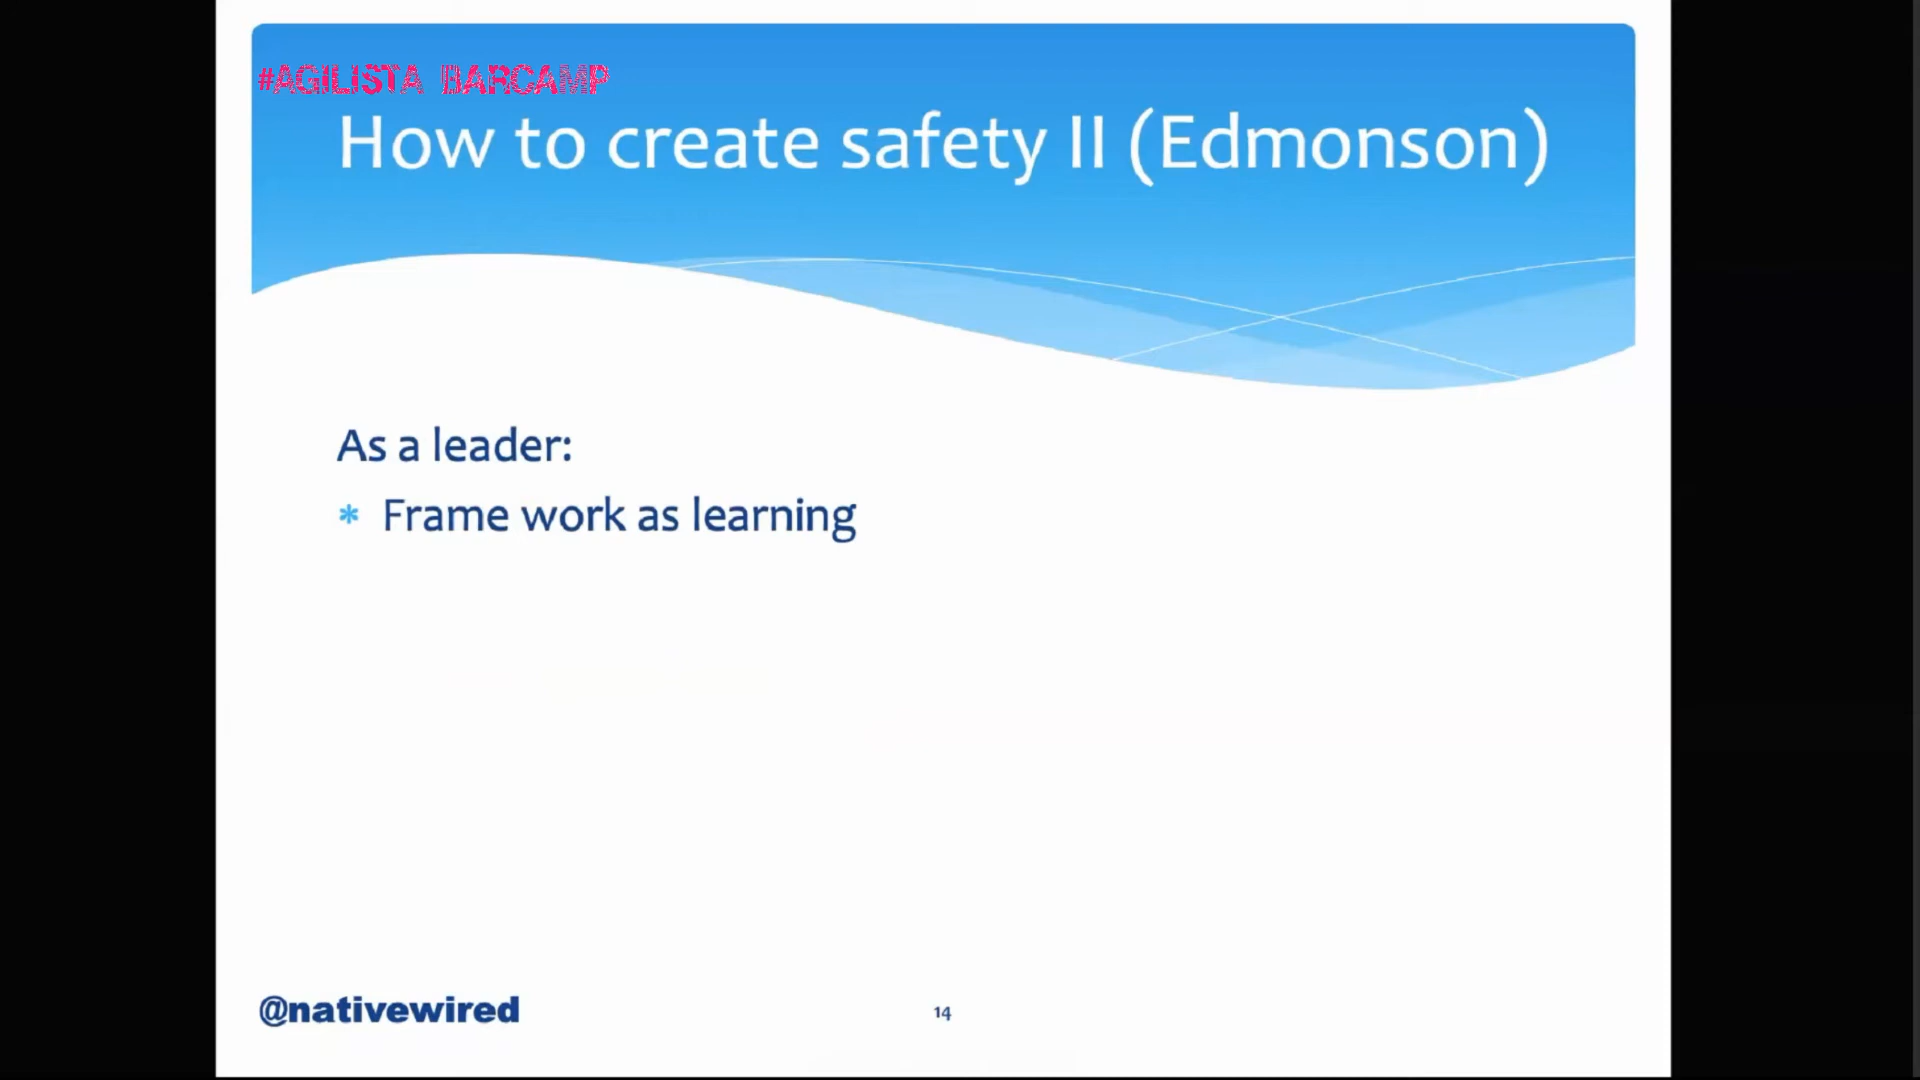 #AGILISTA BARCAMP
How to create safety II (Edmonson)
As a leader:
* Frame work as learning
@nativewired
14